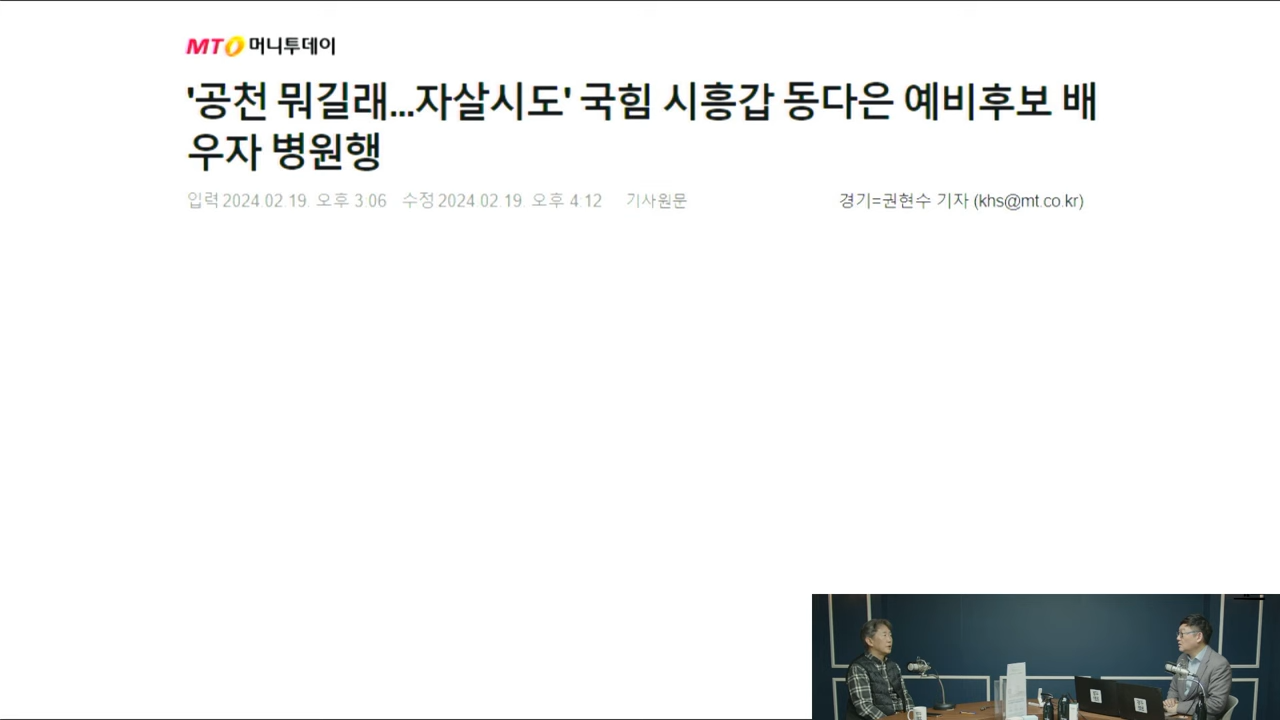 MTO 머니투데이
'공천 뭐길래...자살시도' 국힘 시흥갑 동다은 예비후보 배
우자 병원행
입력 2024.02.19. 오후 3:06 수정 2024.02.19. 오후 4:12 기사원문 경기=권현수 기자 (khs@mt.co.kr)